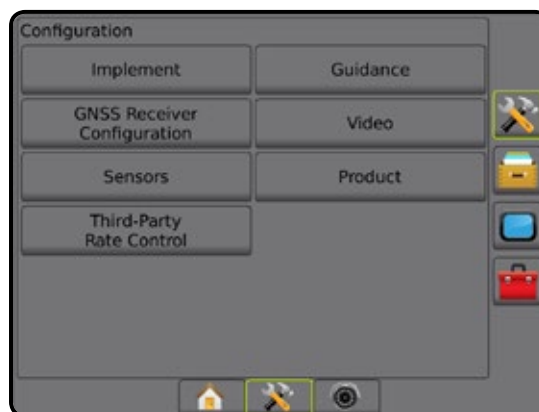 Configuration
Implement
Guidance
GNSS Receiver
Configuration
Video
Sensors
Product
Third-Party
Rate Control